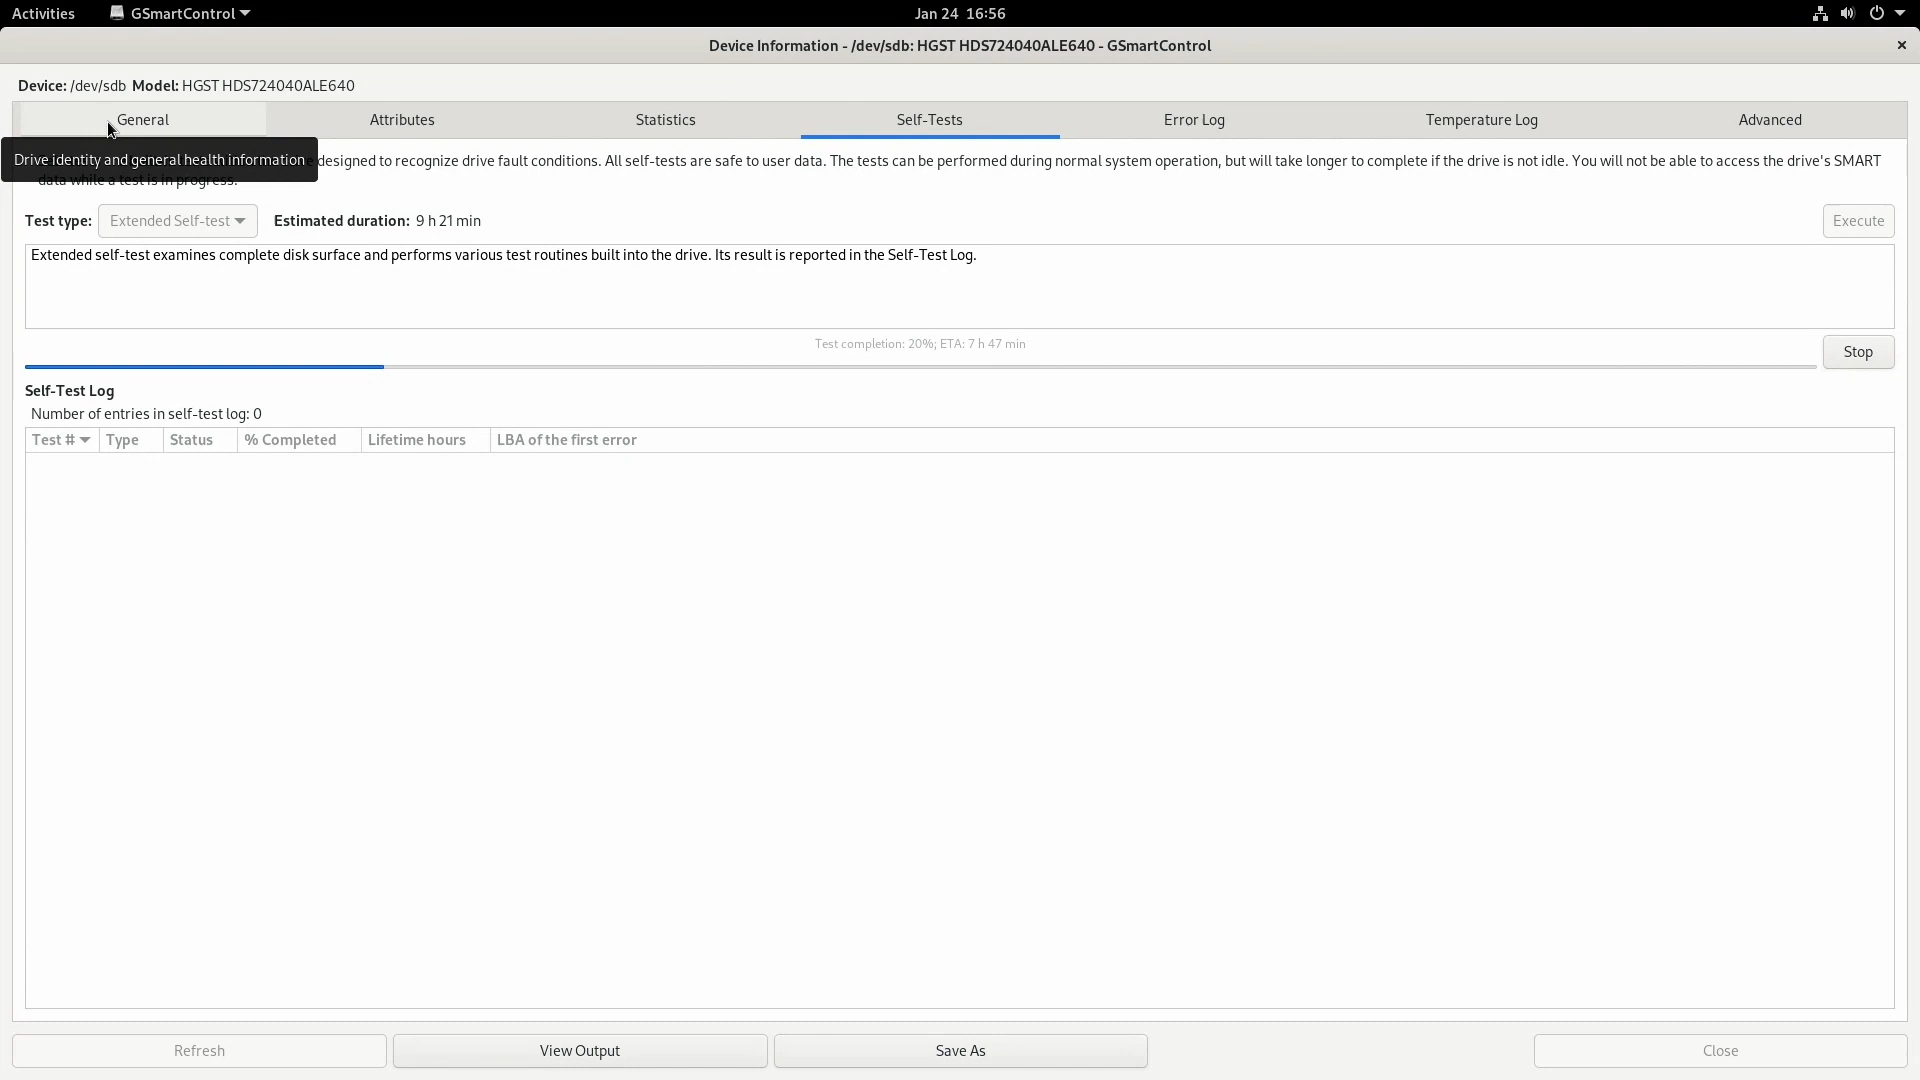 Activities GSmartControl Jan 24 16:56
Device Information - /dev/sdb: HGST HDS724040ALE640 - GSmartControl ×
Device: /dev/sdb Model: HGST HDS724040ALE640
General Attributes Statistics Self-Tests Error Log Temperature Log Advanced
Drive identity and general health information
designed to recognize drive fault conditions. All self-tests are safe to user data. The tests can be performed during normal system operation, but will take longer to complete if the drive is not idle. You will not be able to access the drive's SMART
data while a test is in progress.
Test type: Extended Self-test Estimated duration: 9 h 21 min Execute
Extended self-test examines complete disk surface and performs various test routines built into the drive. Its result is reported in the Self-Test Log.
Test completion: 20%; ETA: 7 h 47 min
Stop
Self-Test Log
Number of entries in self-test log: 0
Test # Type Status % Completed Lifetime hours LBA of the first error
Refresh View Output Save As Close